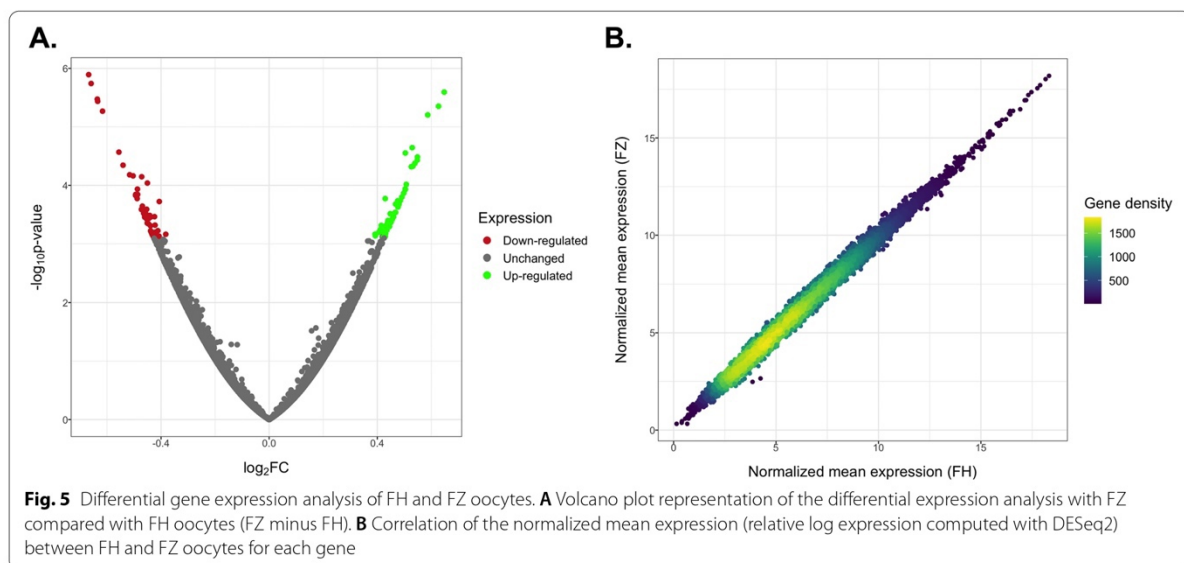 A.
6
4
2
0
-log10p-value
-0.4
0.0
0.4
log2FC
Expression
Down-regulated
Unchanged
Up-regulated
B.
15
10
5
0
Normalized mean expression (FZ)
0
5
10
15
Normalized mean expression (FH)
Gene density
1500
1000
500
Fig. 5 Differential gene expression analysis of FH and FZ oocytes. A Volcano plot representation of the differential expression analysis with FZ
compared with FH oocytes (FZ minus FH). B Correlation of the normalized mean expression (relative log expression computed with DESeq2)
between FH and FZ oocytes for each gene